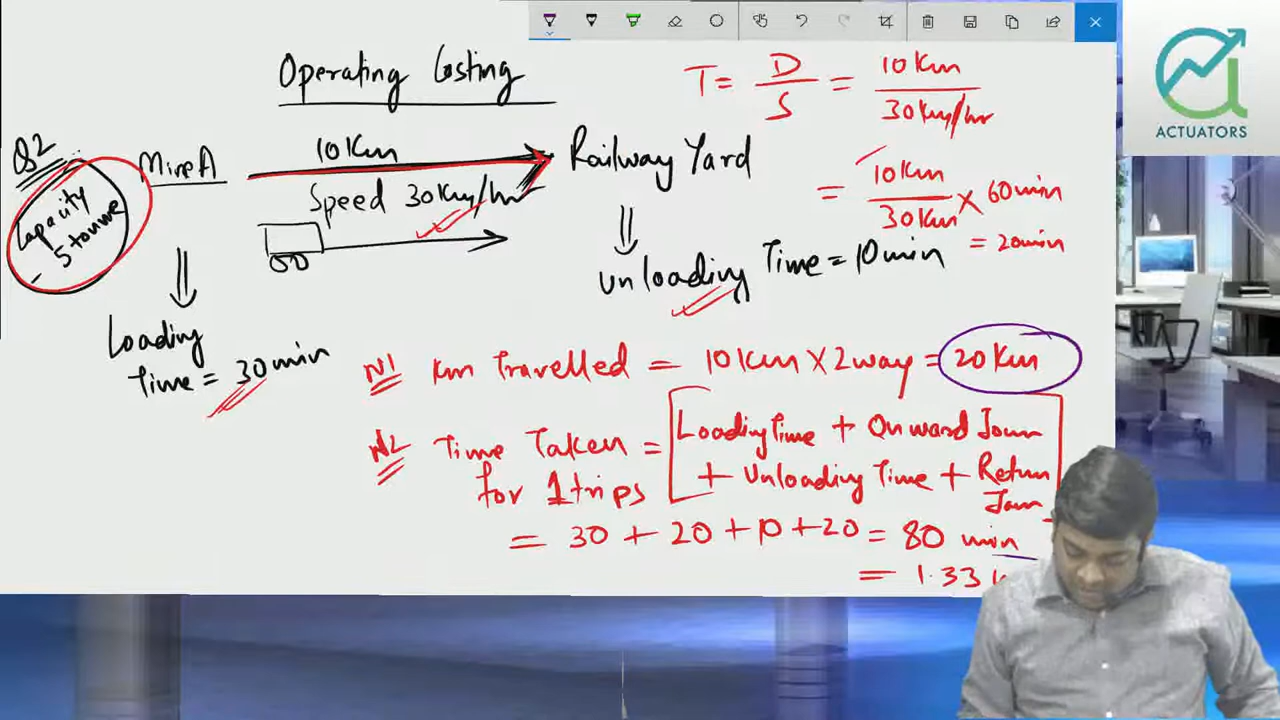 Operating Costing
Q2
Capacity
- 5 tonne
Mine A
10 Km
Speed 30 Km/hr
Railway Yard
Loading
Time = 30 min
Unloading Time = 10 min
T = D/S = 10 Km / 30 Km/hr
= 10 Km / 30 Km × 60 min
= 20 min
N1 Km Travelled = 10 Km × 2 way = 20 Km
N2 Time Taken = [Loading Time + Onward Journ
for 1 trips + Unloading Time + Return
Journ]
= 30 + 20 + 10 + 20 = 80 min
= 1.33
ACTUATORS